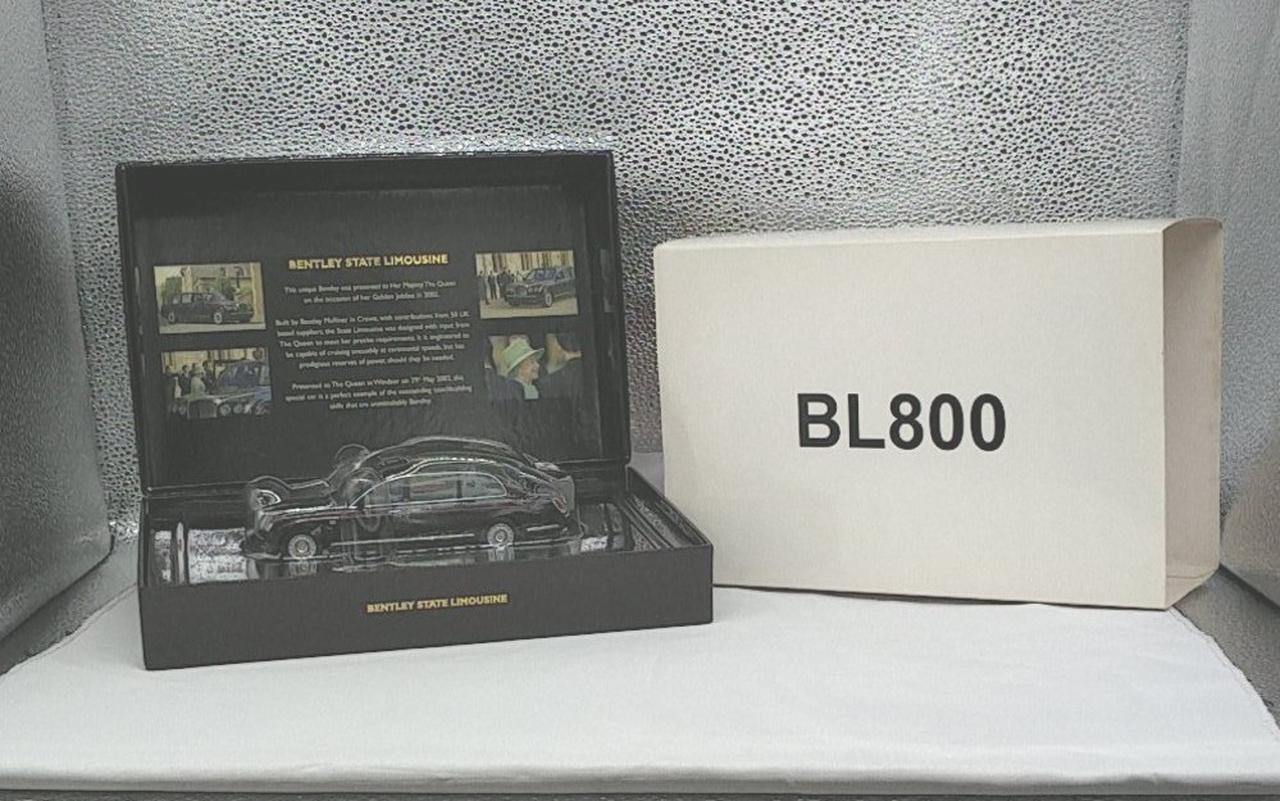 BENTLEY STATE LIMOUSINE
This unique Bentley was presented to Her Majesty The Queen
on the occasion of her Golden Jubilee in 2002.
Built by Bentley Mulliner in Crewe, with contributions from 50 UK
based suppliers, the State Limousine was designed with input from
The Queen to meet her precise requirements. It is engineered to
be capable of cruising smoothly at ceremonial speeds, but has
prodigious reserves of power, should they be needed.
Presented to The Queen in Windsor on 29th May 2002, this
special car is a perfect example of the outstanding coachbuilding
skills that are unmistakably Bentley.
BENTLEY STATE LIMOUSINE
BL800